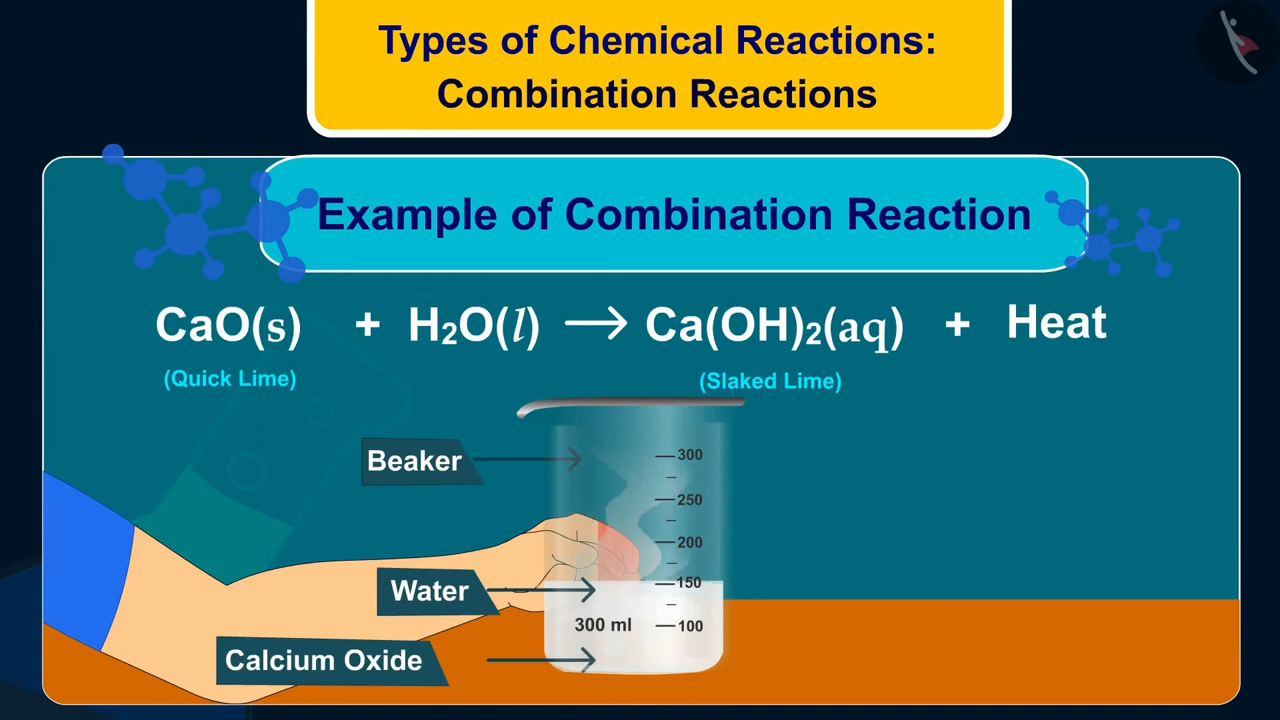 Types of Chemical Reactions:
Combination Reactions
Example of Combination Reaction
CaO(s) + H₂O(l) → Ca(OH)₂(aq) + Heat
(Quick Lime) (Slaked Lime)
Beaker
300
250
200
Water
150
300 ml
100
Calcium Oxide